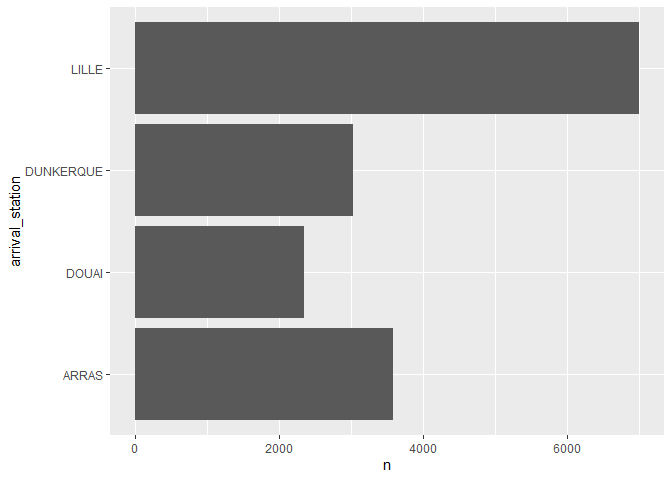 LILLE
DUNKERQUE
DOUAI
ARRAS
arrival_station
0 2000 4000 6000
n